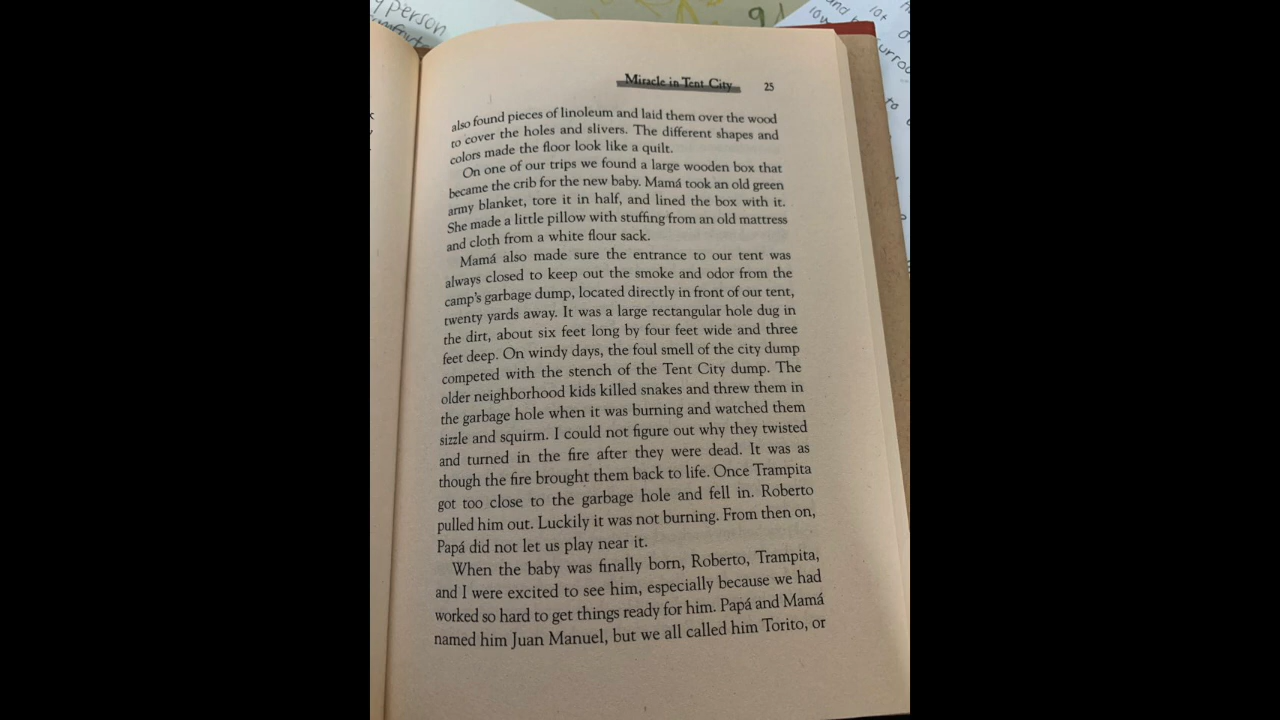 person
Miracle in Tent City 25
also found pieces of linoleum and laid them over the wood
to cover the holes and slivers. The different shapes and
colors made the floor look like a quilt.
On one of our trips we found a large wooden box that
became the crib for the new baby. Mamá took an old green
army blanket, tore it in half, and lined the box with it.
She made a little pillow with stuffing from an old mattress
and cloth from a white flour sack.
Mamá also made sure the entrance to our tent was
always closed to keep out the smoke and odor from the
camp's garbage dump, located directly in front of our tent,
twenty yards away. It was a large rectangular hole dug in
the dirt, about six feet long by four feet wide and three
feet deep. On windy days, the foul smell of the city dump
competed with the stench of the Tent City dump. The
older neighborhood kids killed snakes and threw them in
the garbage hole when it was burning and watched them
sizzle and squirm. I could not figure out why they twisted
and turned in the fire after they were dead. It was as
though the fire brought them back to life. Once Trampita
got too close to the garbage hole and fell in. Roberto
pulled him out. Luckily it was not burning. From then on,
Papá did not let us play near it.
When the baby was finally born, Roberto, Trampita,
and I were excited to see him, especially because we had
worked so hard to get things ready for him. Papá and Mamá
named him Juan Manuel, but we all called him Torito, or